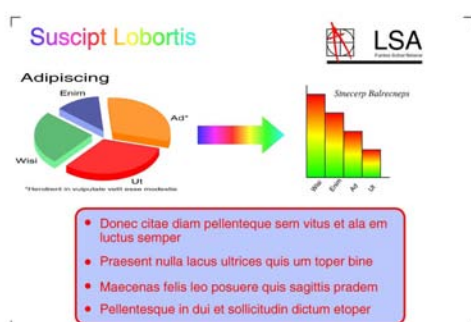 Suscipt Lobortis
LSA
Adipiscing
Enim
Ad*
Wisi
Ut
*Hendrerit in vulputate velit esse modestie
Stnecerp Balrecneps
Wisi
Enim
Ad
Ut
Donec citae diam pellenteque sem vitus et ala em
luctus semper
Praesent nulla lacus ultrices quis um toper bine
Maecenas felis leo posuere quis sagittis pradem
Pellentesque in dui et sollicitudin dictum etoper